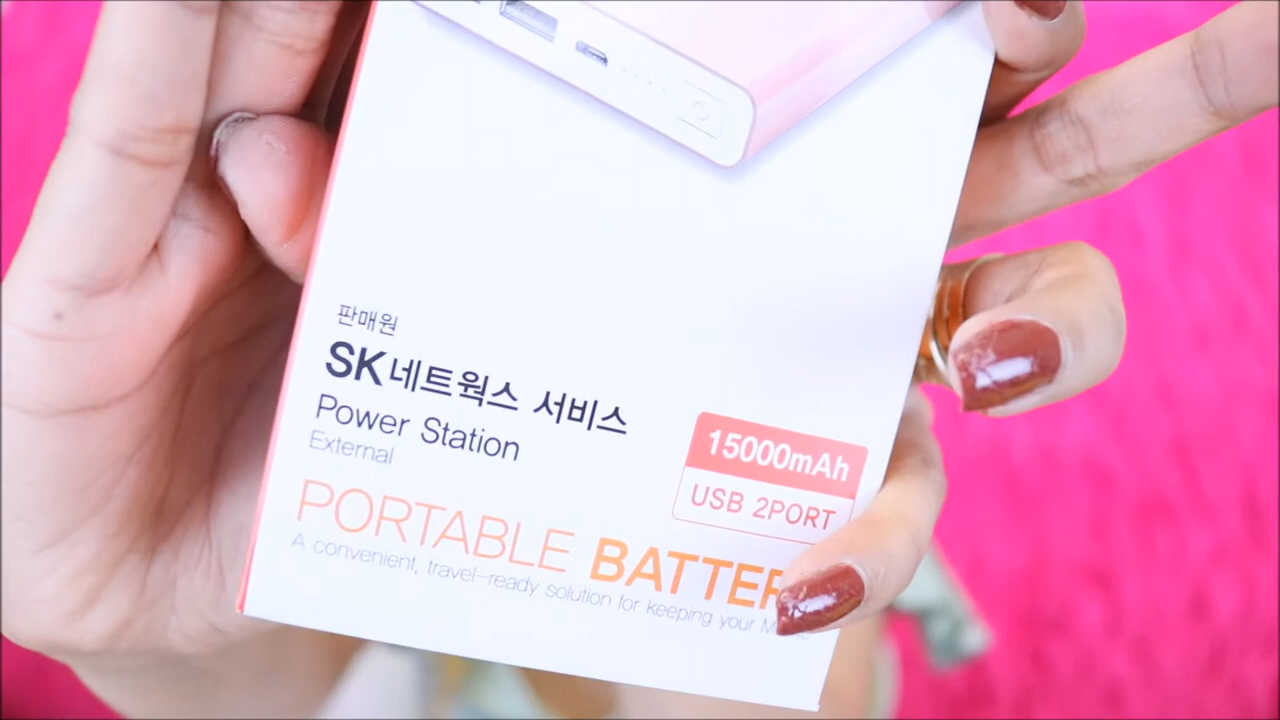 판매원
SK네트웍스 서비스
Power Station
External
15000mAh
USB 2PORT
PORTABLE
A convenient, travel-ready solution for keeping your